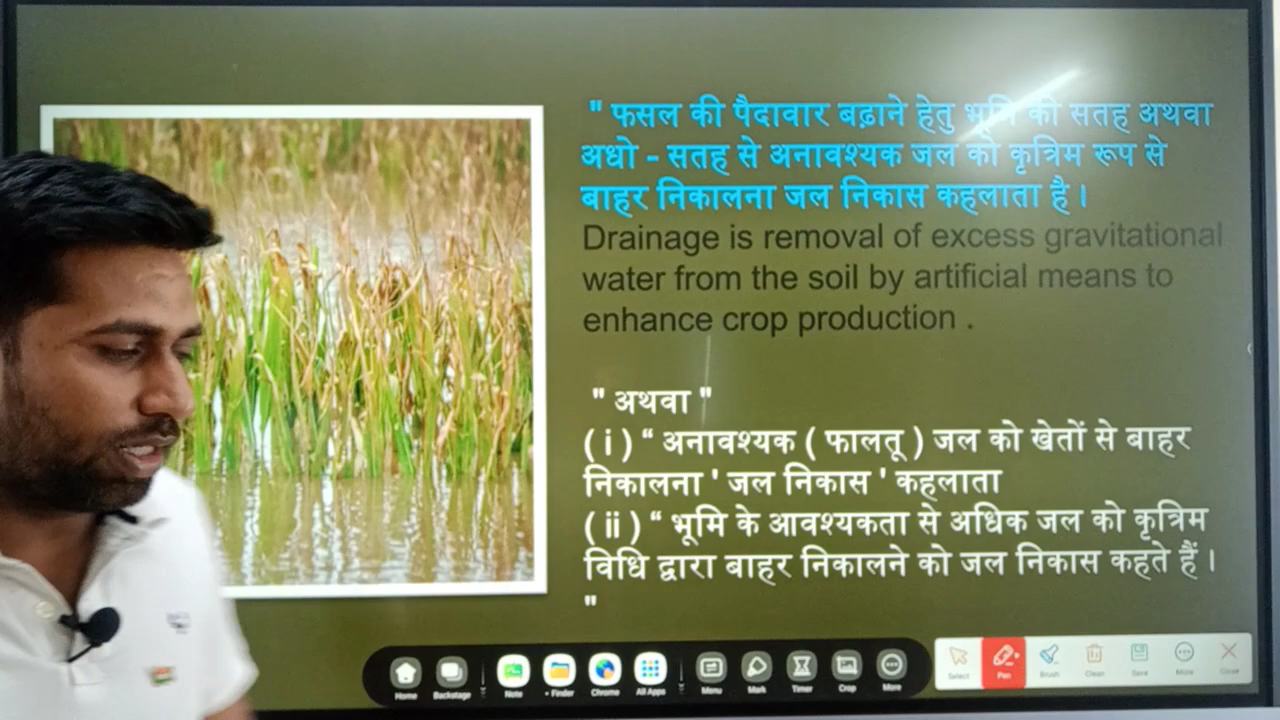 " फसल की पैदावार बढ़ाने हेतु भूमि की सतह अथवा
अधो - सतह से अनावश्यक जल को कृत्रिम रूप से
बाहर निकालना जल निकास कहलाता है ।
Drainage is removal of excess gravitational
water from the soil by artificial means to
enhance crop production .
" अथवा "
( i ) “ अनावश्यक ( फालतू ) जल को खेतों से बाहर
निकालना ' जल निकास ' कहलाता
( ii ) “ भूमि के आवश्यकता से अधिक जल को कृत्रिम
विधि द्वारा बाहर निकालने को जल निकास कहते हैं ।
"
Home Backstage Note Finder Chrome All Apps Menu Mark Timer Crop More
Select Pen Brush Clean Save More Close